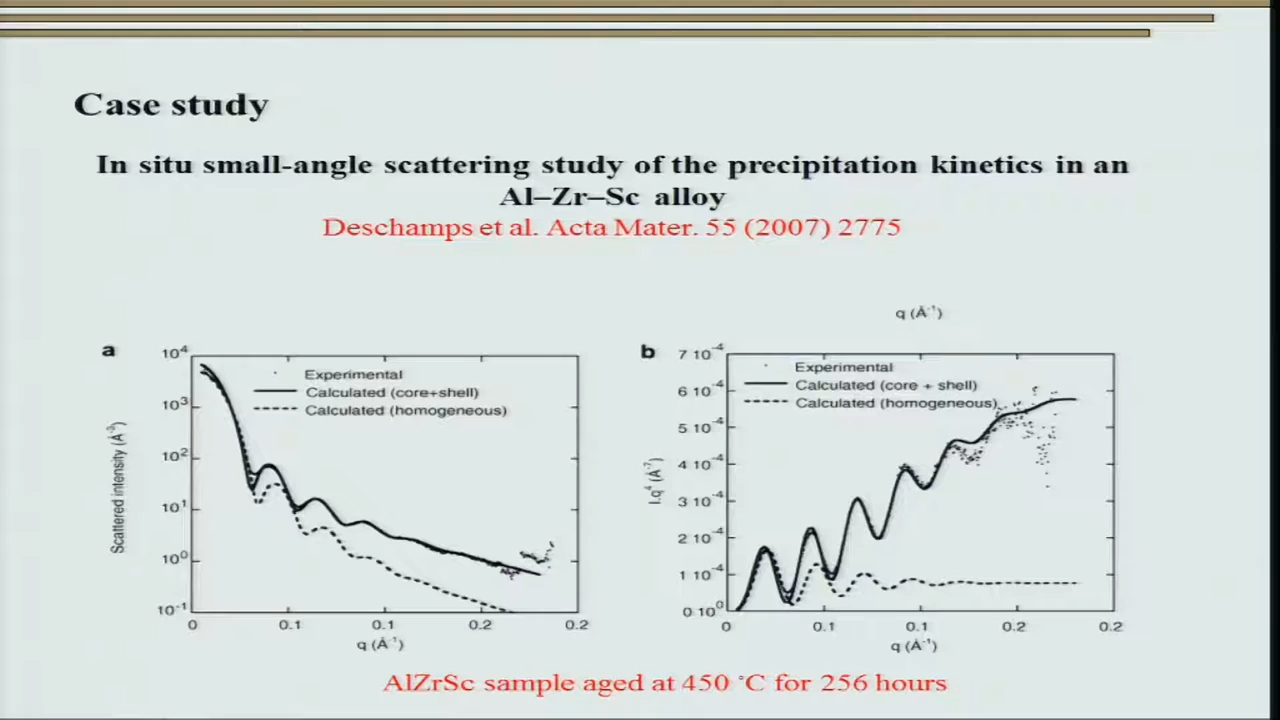 Case study
In situ small-angle scattering study of the precipitation kinetics in an
Al–Zr–Sc alloy
Deschamps et al. Acta Mater. 55 (2007) 2775
q (Å⁻¹)
a
10⁴
10³
10²
10¹
10⁰
10⁻¹
Scattered intensity (Å⁻³)
Experimental
Calculated (core+shell)
Calculated (homogeneous)
0 0.1 0.1 0.2 0.2
q (Å⁻¹)
b
7 10⁻⁴
6 10⁻⁴
5 10⁻⁴
4 10⁻⁴
3 10⁻⁴
2 10⁻⁴
1 10⁻⁴
0 10⁰
I.q⁴ (Å⁻⁷)
Experimental
Calculated (core + shell)
Calculated (homogeneous)
0 0.1 0.1 0.2 0.2
q (Å⁻¹)
AlZrSc sample aged at 450 °C for 256 hours